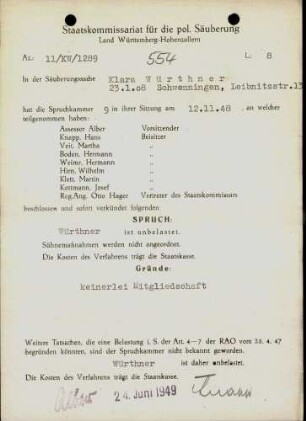 Staatskommissariat für die pol. Säuberung
Land Württemberg-Hohenzollern
Az.: 11/KW/1289 554 L: 8
In der Säuberungssache Klara Würthner
23.1.08 Schwenningen, Leibnitzstr.13
hat die Spruchkammer 9 in ihrer Sitzung am 12.11.48 an welcher
teilgenommen haben:
Assessor Alber Vorsitzender
Knapp, Hans Beisitzer
Veit, Martha "
Boden, Hermann "
Weimer, Hermann "
Hirn, Wilhelm "
Klett, Martin "
Kottmann, Josef "
Reg.Ang. Otto Hager Vertreter des Staatskommissars
beschlossen und sofort verkündet folgenden
SPRUCH:
Würthner ist unbelastet.
Sühnemaßnahmen werden nicht angeordnet.
Die Kosten des Verfahrens trägt die Staatskasse.
Gründe:
keinerlei Mitgliedschaft
Weitere Tatsachen, die eine Belastung i. S. der Art. 4—7 der RAO vom 25. 4. 47
begründen könnten, sind der Spruchkammer nicht bekannt geworden.
Würthner ist daher unbelastet.
Die Kosten des Verfahrens trägt die Staatskasse.
24. Juni 1949